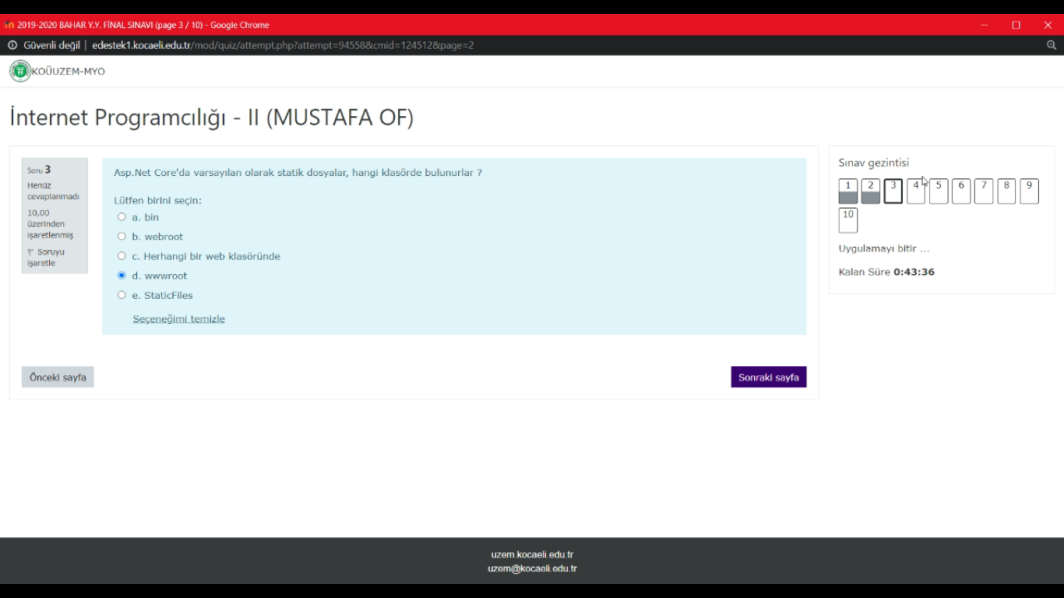 2019-2020 BAHAR Y.Y. FİNAL SINAVI (page 3 / 10) - Google Chrome
Güvenli değil | edestek1.kocaeli.edu.tr/mod/quiz/attempt.php?attempt=94558&cmid=124512&page=2
KOÜUZEM-MYO
İnternet Programcılığı - II (MUSTAFA OF)
Soru 3
Henüz
cevaplanmadı
10,00
üzerinden
işaretlenmiş
Soruyu
işaretle
Asp.Net Core'da varsayılan olarak statik dosyalar, hangi klasörde bulunurlar ?
Lütfen birini seçin:
a. bin
b. webroot
c. Herhangi bir web klasöründe
d. wwwroot
e. StaticFiles
Seçeneğimi temizle
Önceki sayfa
Sonraki sayfa
Sınav gezintisi
1 2 3 4 5 6 7 8 9
10
Uygulamayı bitir ...
Kalan Süre 0:43:36
uzem.kocaeli.edu.tr
uzem@kocaeli.edu.tr